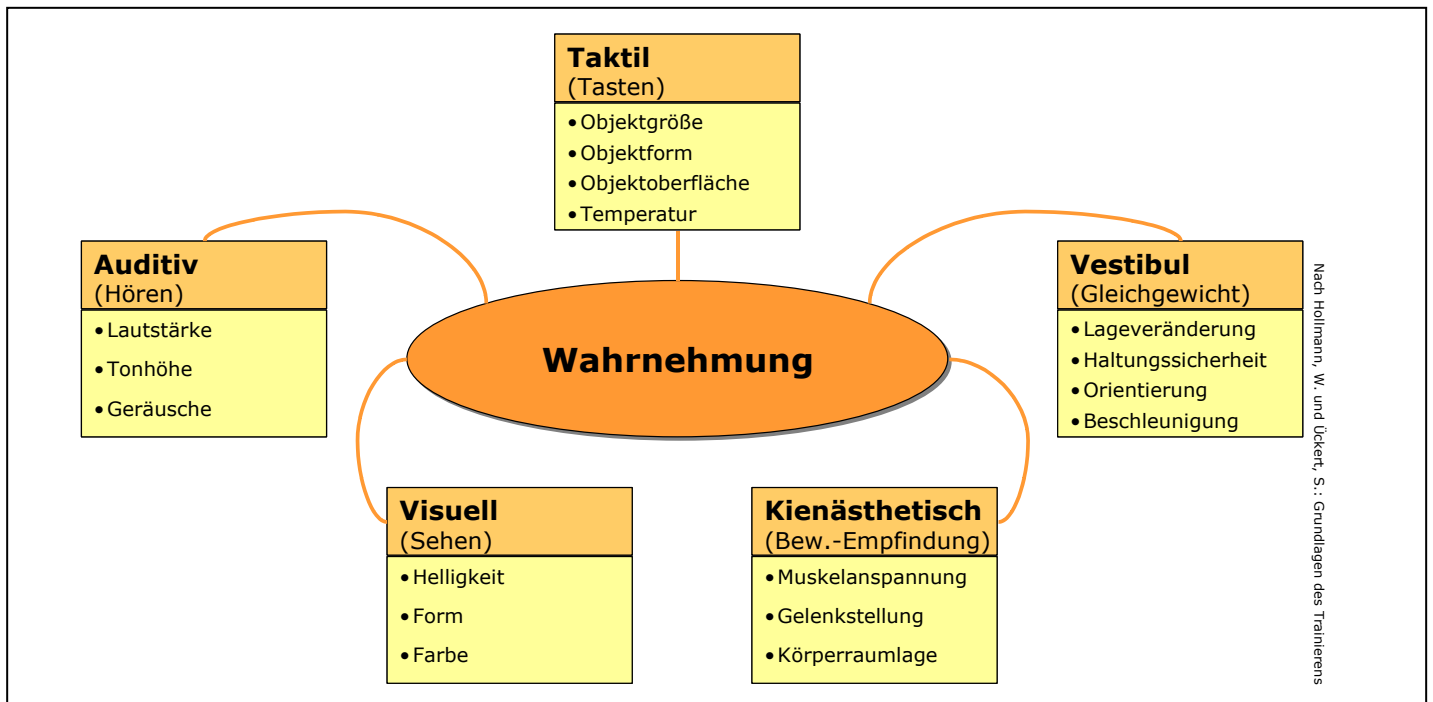 Taktil
(Tasten)
•Objektgröße
•Objektform
•Objektoberfläche
•Temperatur
Auditiv
(Hören)
•Lautstärke
•Tonhöhe
•Geräusche
Vestibul
(Gleichgewicht)
•Lageveränderung
•Haltungssicherheit
•Orientierung
•Beschleunigung
Wahrnehmung
Visuell
(Sehen)
•Helligkeit
•Form
•Farbe
Kienästhetisch
(Bew.-Empfindung)
•Muskelanspannung
•Gelenkstellung
•Körperraumlage
Nach Hollmann, W. und Ückert, S.: Grundlagen des Trainierens